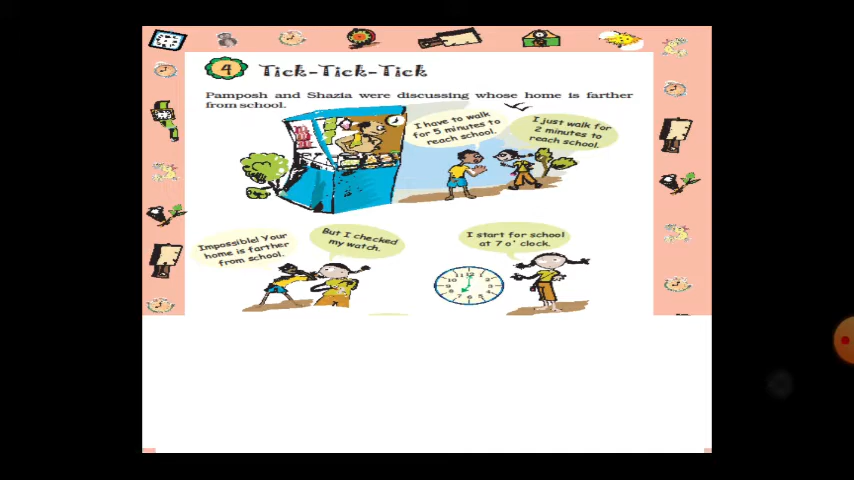 4 Tick-Tick-Tick
Pamposh and Shazia were discussing whose home is farther
from school.
I have to walk
for 5 minutes to
reach school.
I just walk for
2 minutes to
reach school.
Impossible! Your
home is farther
from school.
But I checked
my watch.
I start for school
at 7 o' clock.